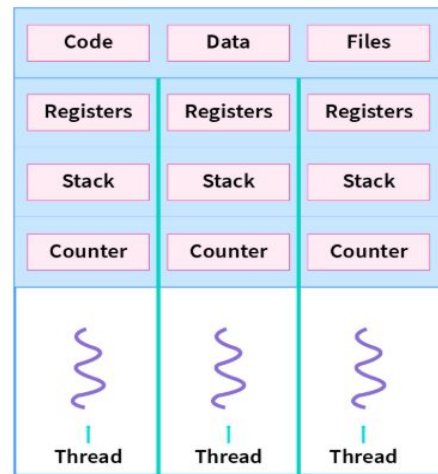 Code Data Files
Registers Registers Registers
Stack Stack Stack
Counter Counter Counter
Thread Thread Thread